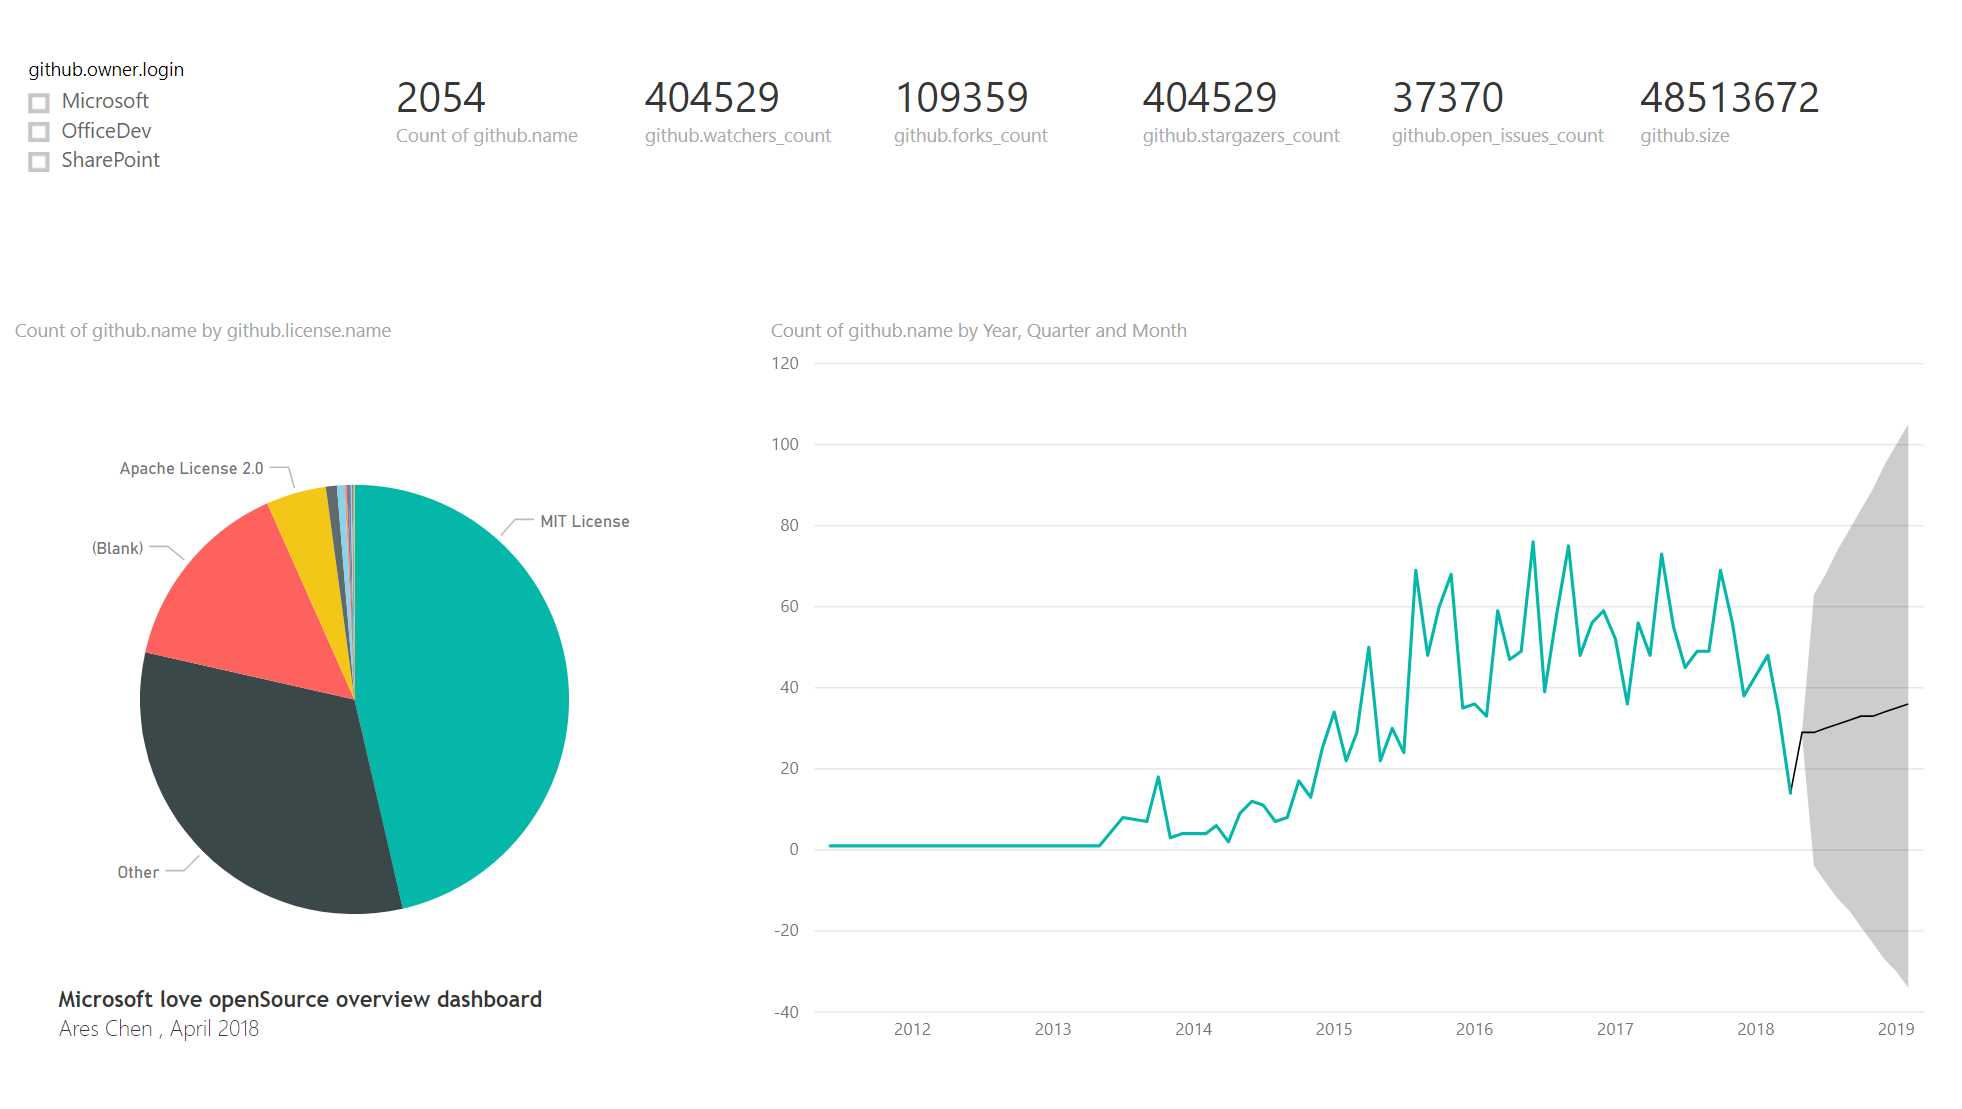 github.owner.login
Microsoft
OfficeDev
SharePoint
2054
Count of github.name
404529
github.watchers_count
109359
github.forks_count
404529
github.stargazers_count
37370
github.open_issues_count
48513672
github.size
Count of github.name by github.license.name
Apache License 2.0
MIT License
(Blank)
Other
Microsoft love openSource overview dashboard
Ares Chen , April 2018
Count of github.name by Year, Quarter and Month
120
100
80
60
40
20
0
-20
-40
2012 2013 2014 2015 2016 2017 2018 2019